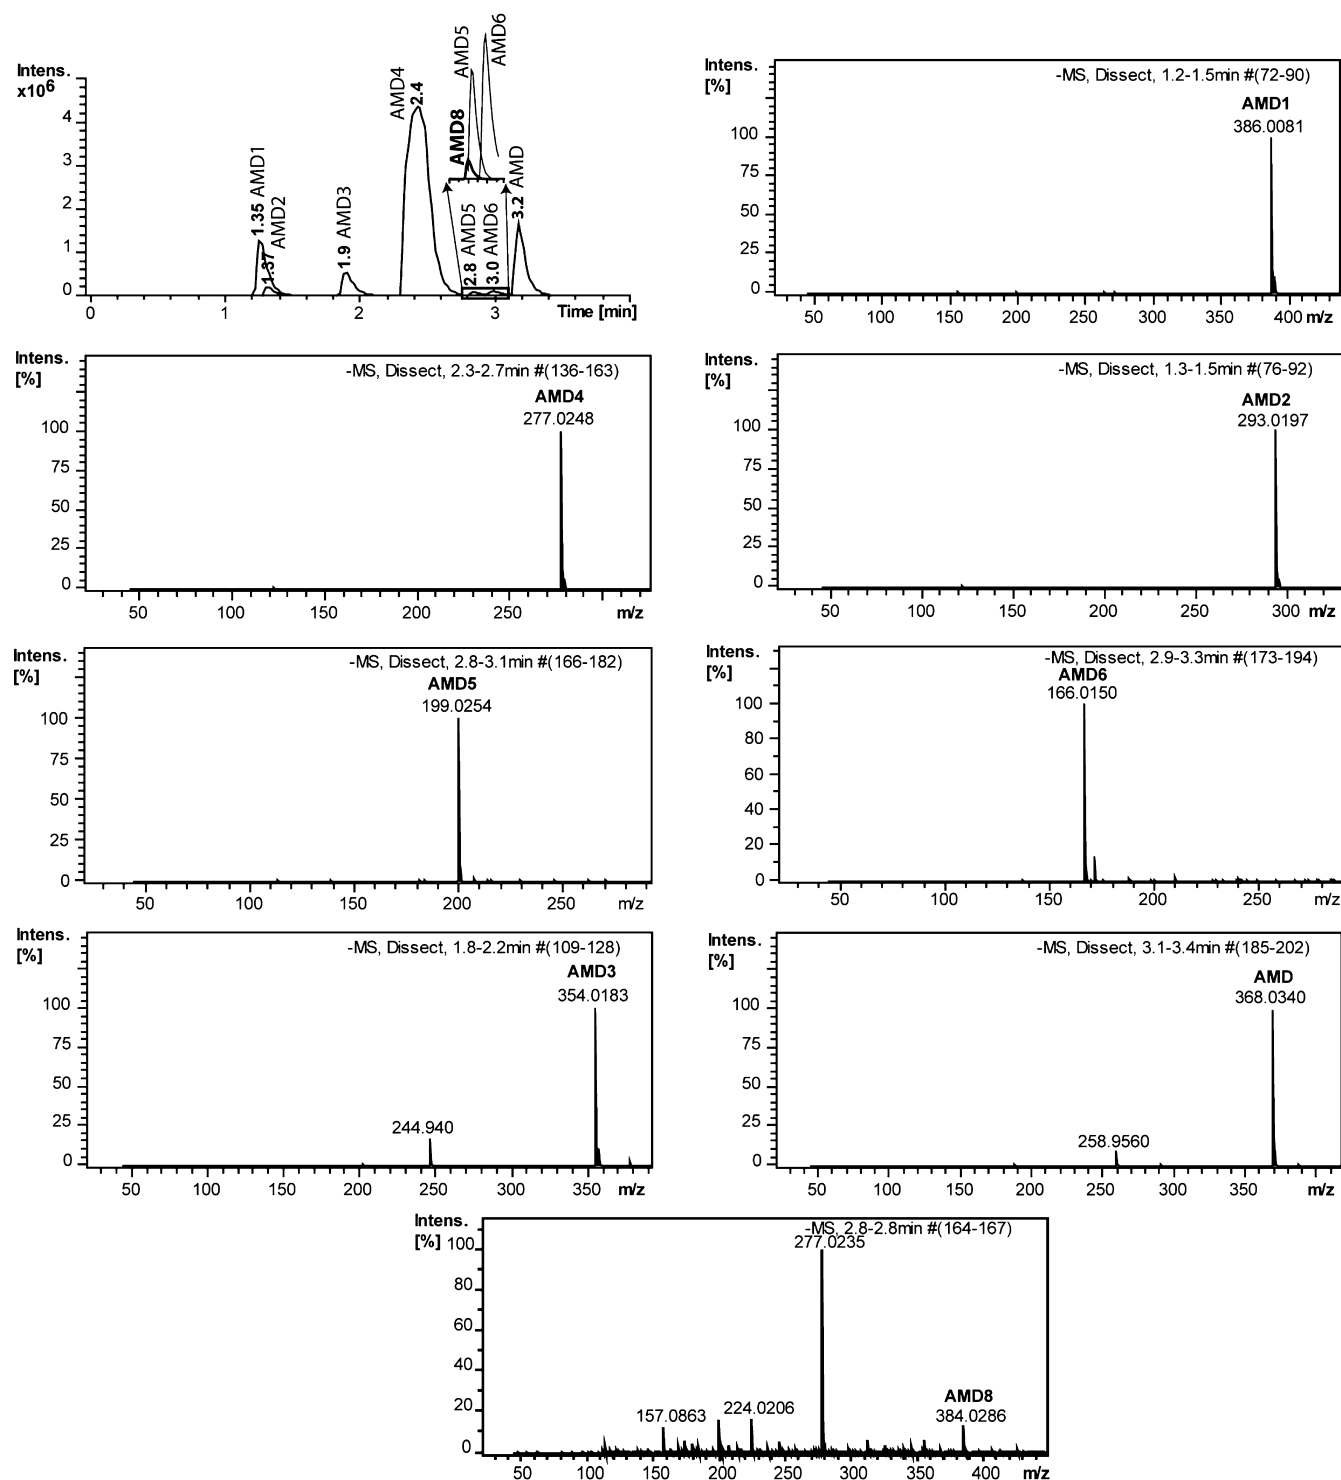 Intens.
x10⁶
4
3
2
1
0
0 1 2 3
Time [min]
1.35 AMD1
1.37 AMD2
1.9 AMD3
AMD4 2.4
AMD8
AMD5
AMD6
2.8 AMD5
3.0 AMD6
3.2 AMD
Intens.
[%]
-MS, Dissect, 1.2-1.5min #(72-90)
AMD1
386.0081
100
75
50
25
0
50 100 150 200 250 300 350 400 m/z
Intens.
[%]
-MS, Dissect, 2.3-2.7min #(136-163)
AMD4
277.0248
100
75
50
25
0
50 100 150 200 250 m/z
Intens.
[%]
-MS, Dissect, 1.3-1.5min #(76-92)
AMD2
293.0197
100
75
50
25
0
50 100 150 200 250 300 m/z
Intens.
[%]
-MS, Dissect, 2.8-3.1min #(166-182)
AMD5
199.0254
100
75
50
25
0
50 100 150 200 250 m/z
Intens.
[%]
-MS, Dissect, 2.9-3.3min #(173-194)
AMD6
166.0150
100
80
60
40
20
0
50 100 150 200 250 m/z
Intens.
[%]
-MS, Dissect, 1.8-2.2min #(109-128)
AMD3
354.0183
244.940
100
75
50
25
0
50 100 150 200 250 300 350 m/z
Intens.
[%]
-MS, Dissect, 3.1-3.4min #(185-202)
AMD
368.0340
258.9560
100
75
50
25
0
50 100 150 200 250 300 350 m/z
Intens.
[%]
-MS, 2.8-2.8min #(164-167)
277.0235
AMD8
384.0286
224.0206
157.0863
100
80
60
40
20
0
50 100 150 200 250 300 350 400 m/z